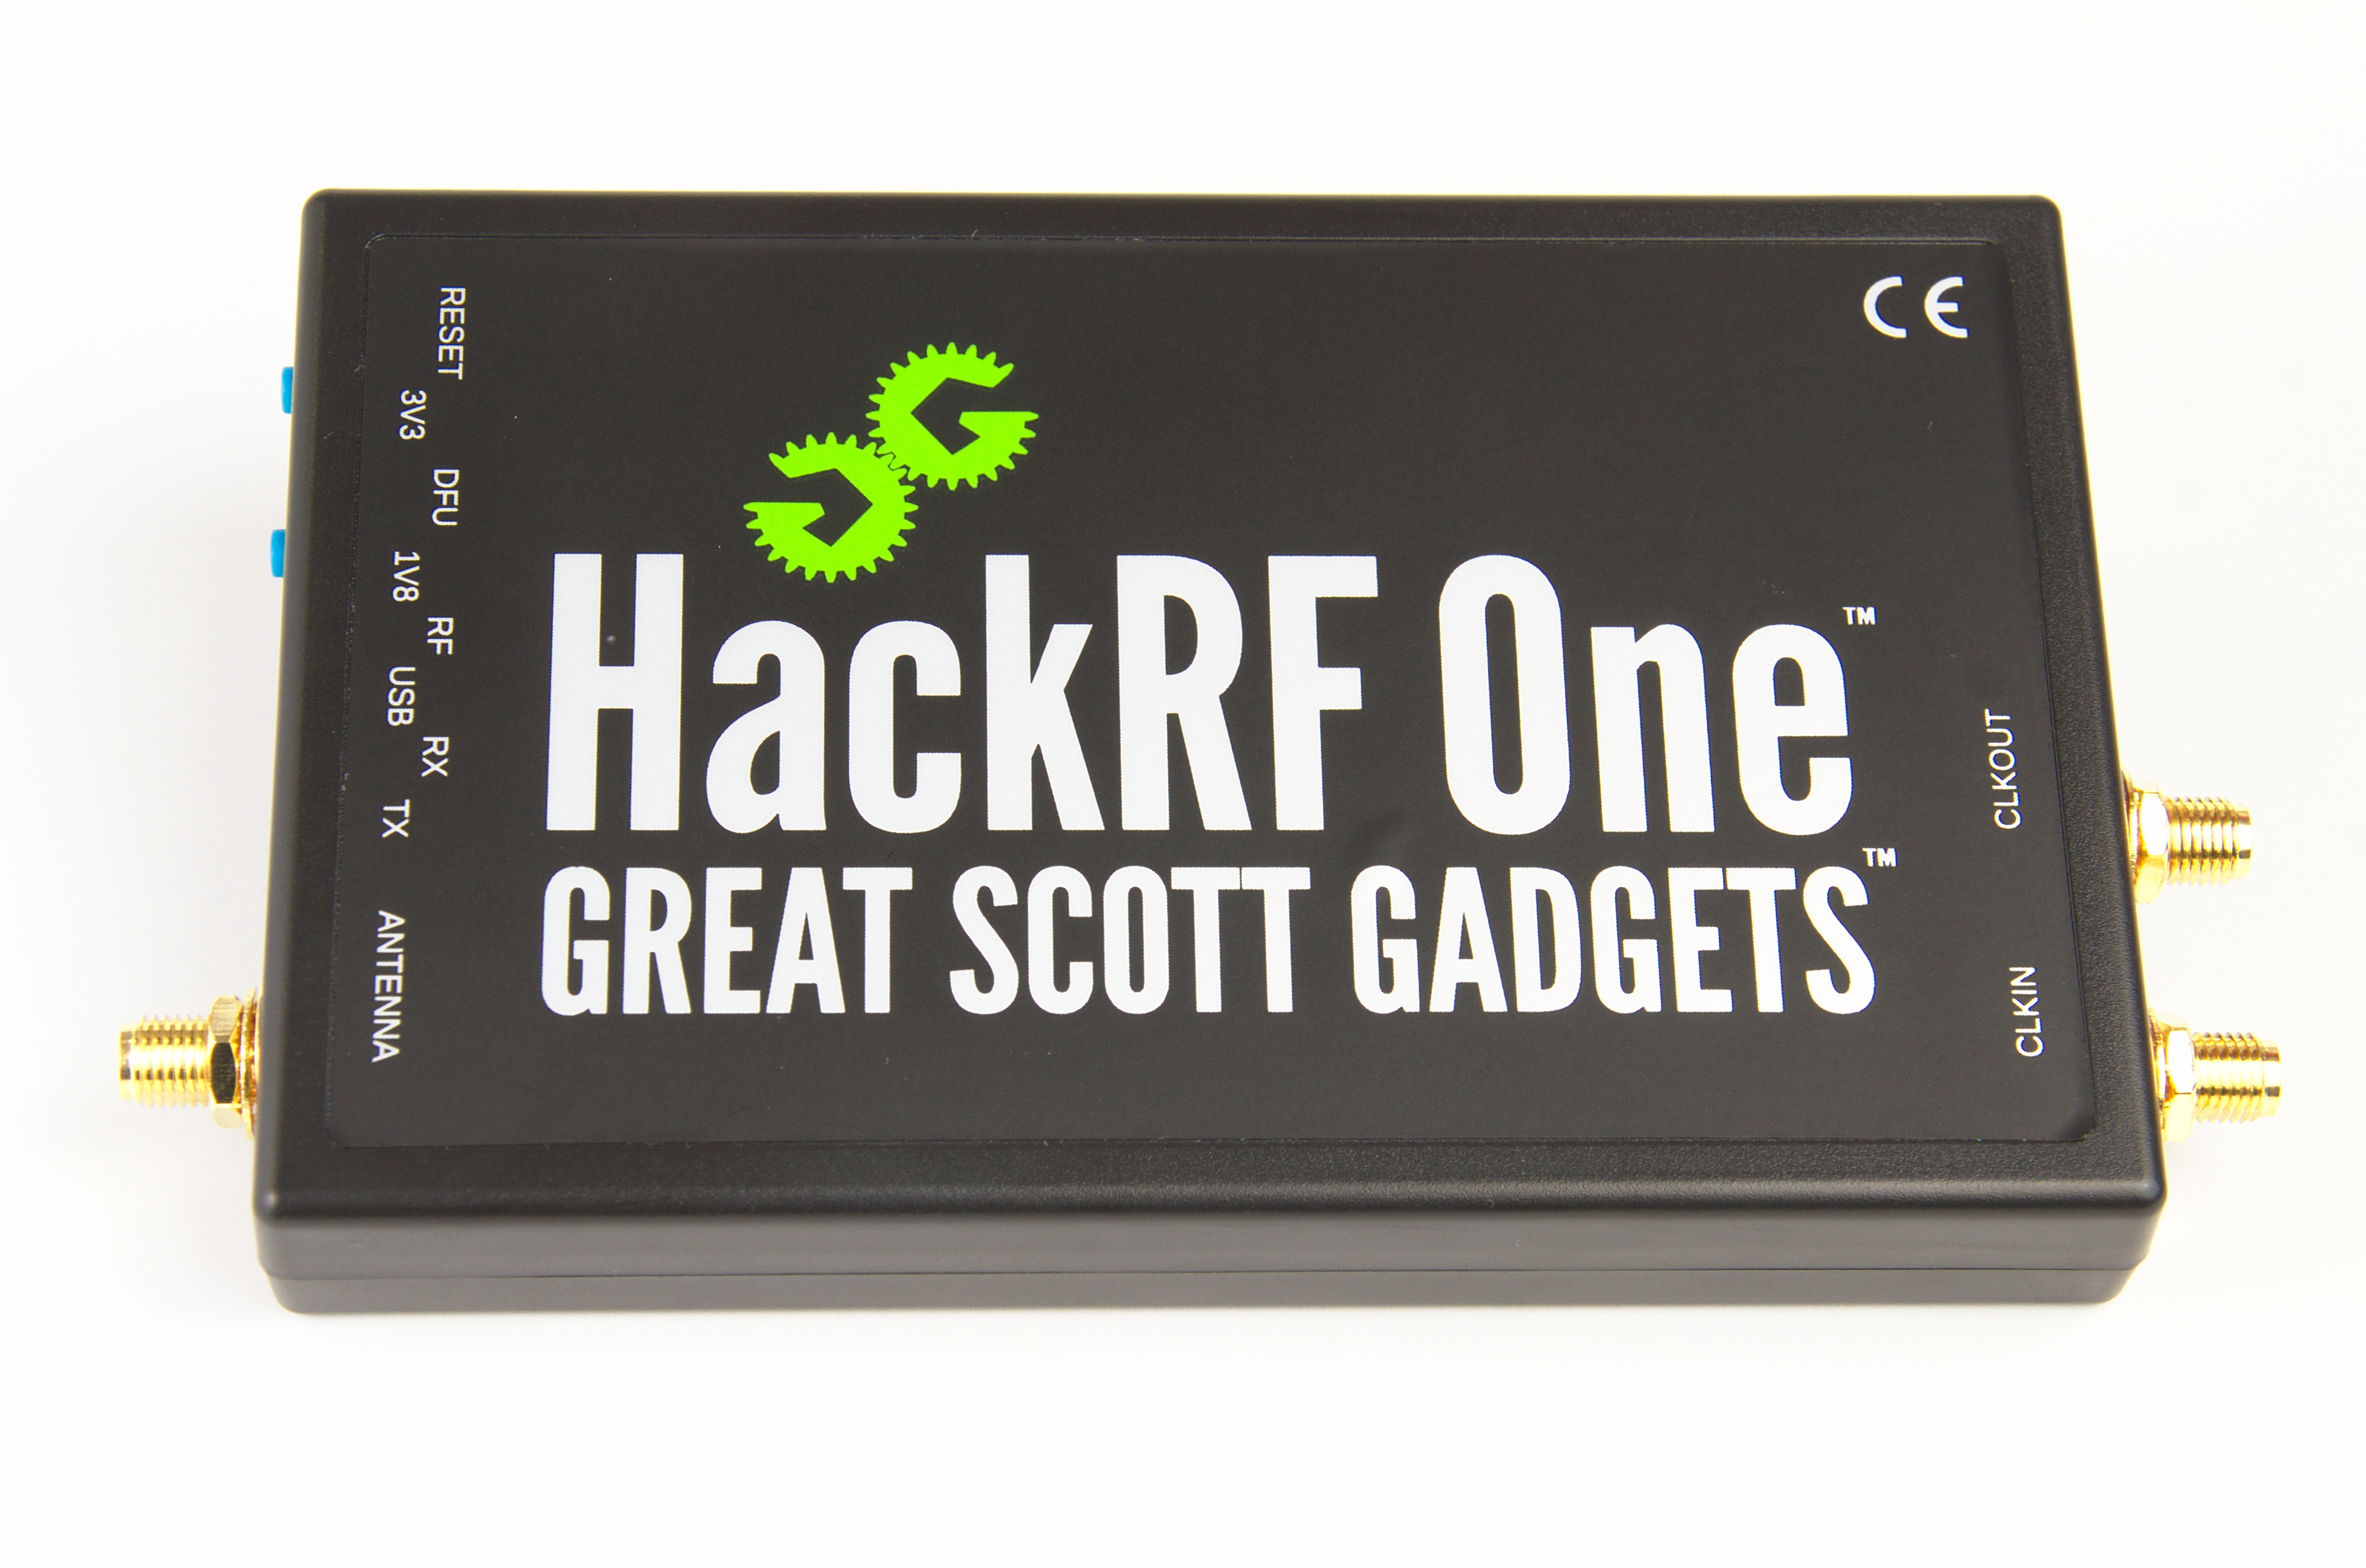 CE
RESET
3V3
DFU
1V8
RF
USB
RX
TX
ANTENNA
HackRF One™
GREAT SCOTT GADGETS™
CLKOUT
CLKIN